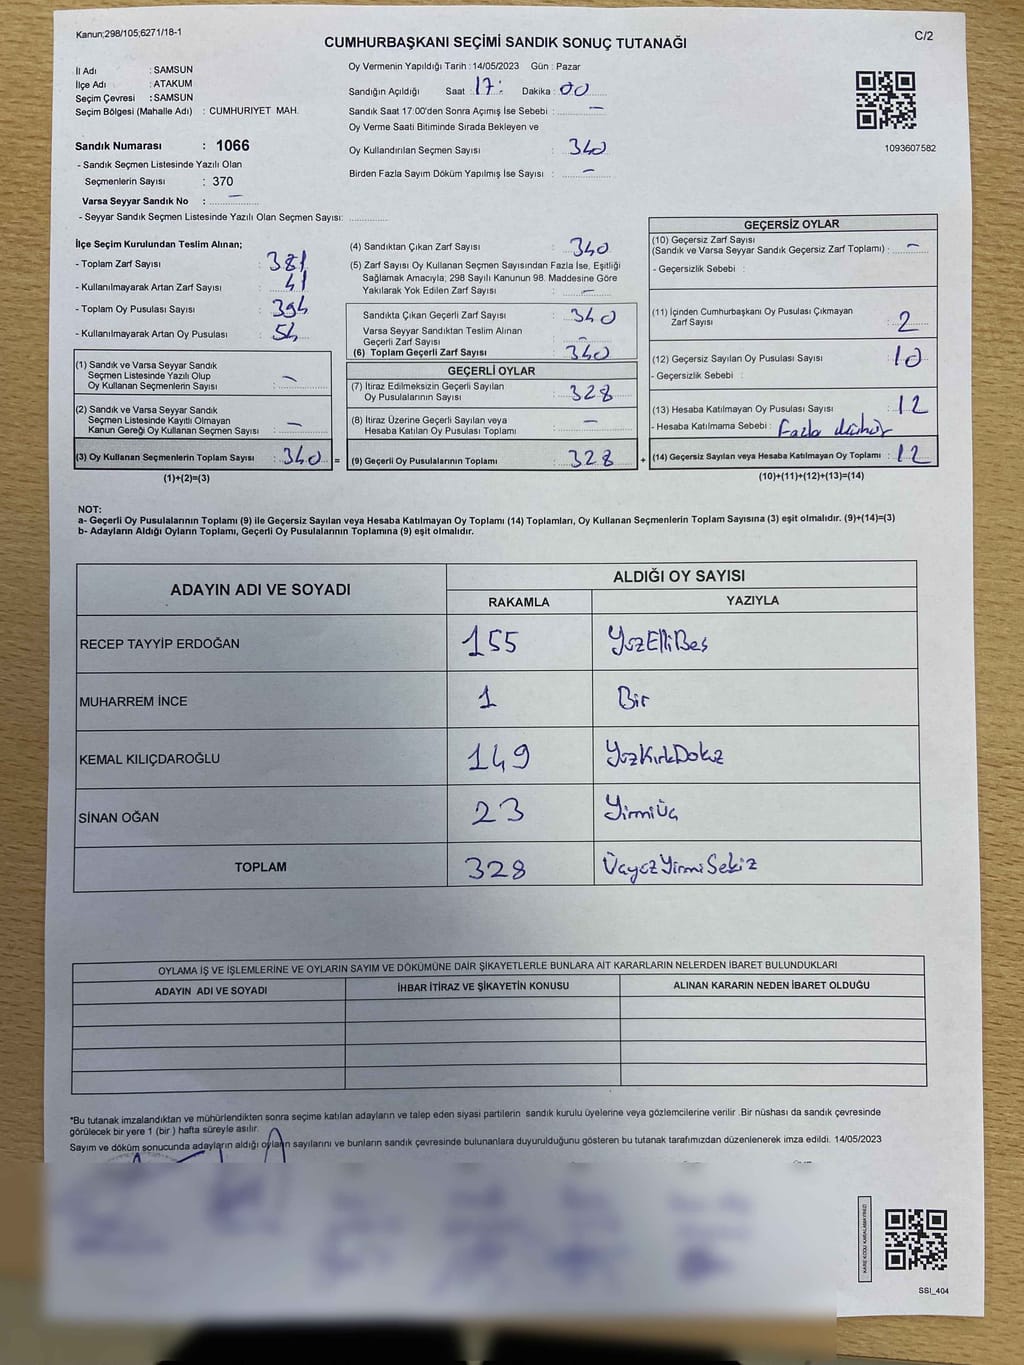 Kanun;298/105;6271/18-1
C/2
CUMHURBAŞKANI SEÇİMİ SANDIK SONUÇ TUTANAĞI
İl Adı : SAMSUN
İlçe Adı : ATAKUM
Seçim Çevresi : SAMSUN
Seçim Bölgesi (Mahalle Adı) : CUMHURIYET MAH.
Sandık Numarası : 1066
- Sandık Seçmen Listesinde Yazılı Olan
Seçmenlerin Sayısı : 370
Varsa Seyyar Sandık No : -
- Seyyar Sandık Seçmen Listesinde Yazılı Olan Seçmen Sayısı:
Oy Vermenin Yapıldığı Tarih : 14/05/2023 Gün : Pazar
Sandığın Açıldığı Saat : 17: Dakika : 00
Sandık Saat 17:00'den Sonra Açımış İse Sebebi : -
Oy Verme Saati Bitiminde Sırada Bekleyen ve
Oy Kullandırılan Seçmen Sayısı : 340
Birden Fazla Sayım Döküm Yapılmış İse Sayısı : -
1093607582
İlçe Seçim Kurulundan Teslim Alınan;
- Toplam Zarf Sayısı : 381
- Kullanılmayarak Artan Zarf Sayısı : 41
- Toplam Oy Pusulası Sayısı : 394
- Kullanılmayarak Artan Oy Pusulası : 54
(1) Sandık ve Varsa Seyyar Sandık
Seçmen Listesinde Yazılı Olup
Oy Kullanan Seçmenlerin Sayısı : -
(2) Sandık ve Varsa Seyyar Sandık
Seçmen Listesinde Kayıtlı Olmayan
Kanun Gereği Oy Kullanan Seçmen Sayısı : -
(3) Oy Kullanan Seçmenlerin Toplam Sayısı : 340 =
(1)+(2)=(3)
(4) Sandıktan Çıkan Zarf Sayısı : 340
(5) Zarf Sayısı Oy Kullanan Seçmen Sayısından Fazla İse, Eşitliği
Sağlamak Amacıyla; 298 Sayılı Kanunun 98. Maddesine Göre
Yakılarak Yok Edilen Zarf Sayısı : -
Sandıkta Çıkan Geçerli Zarf Sayısı : 340
Varsa Seyyar Sandıktan Teslim Alınan
Geçerli Zarf Sayısı : -
(6) Toplam Geçerli Zarf Sayısı : 340
GEÇERLİ OYLAR
(7) İtiraz Edilmeksizin Geçerli Sayılan
Oy Pusulalarının Sayısı : 328
(8) İtiraz Üzerine Geçerli Sayılan veya
Hesaba Katılan Oy Pusulası Toplamı : -
(9) Geçerli Oy Pusulalarının Toplamı : 328 +
GEÇERSİZ OYLAR
(10) Geçersiz Zarf Sayısı
(Sandık ve Varsa Seyyar Sandık Geçersiz Zarf Toplamı) : -
- Geçersizlik Sebebi :
(11) İçinden Cumhurbaşkanı Oy Pusulası Çıkmayan
Zarf Sayısı : 2
(12) Geçersiz Sayılan Oy Pusulası Sayısı : 10
- Geçersizlik Sebebi :
(13) Hesaba Katılmayan Oy Pusulası Sayısı : 12
- Hesaba Katılmama Sebebi : Fazla mühür
(14) Geçersiz Sayılan veya Hesaba Katılmayan Oy Toplamı : 12
(10)+(11)+(12)+(13)=(14)
NOT:
a- Geçerli Oy Pusulalarının Toplamı (9) ile Geçersiz Sayılan veya Hesaba Katılmayan Oy Toplamı (14) Toplamları, Oy Kullanan Seçmenlerin Toplam Sayısına (3) eşit olmalıdır. (9)+(14)=(3)
b- Adayların Aldığı Oyların Toplamı, Geçerli Oy Pusulalarının Toplamına (9) eşit olmalıdır.
ADAYIN ADI VE SOYADI ALDIĞI OY SAYISI
RAKAMLA YAZIYLA
RECEP TAYYİP ERDOĞAN 155 YüzElliBeş
MUHARREM İNCE 1 Bir
KEMAL KILIÇDAROĞLU 149 YüzKırkDokuz
SİNAN OĞAN 23 YirmiÜç
TOPLAM 328 ÜçyüzYirmiSekiz
OYLAMA İŞ VE İŞLEMLERİNE VE OYLARIN SAYIM VE DÖKÜMÜNE DAİR ŞİKAYETLERLE BUNLARA AİT KARARLARIN NELERDEN İBARET BULUNDUKLARI
ADAYIN ADI VE SOYADI İHBAR İTİRAZ VE ŞİKAYETİN KONUSU ALINAN KARARIN NEDEN İBARET OLDUĞU
*Bu tutanak imzalandıktan ve mühürlendikten sonra seçime katılan adayların ve talep eden siyasi partilerin sandık kurulu üyelerine veya gözlemcilerine verilir .Bir nüshası da sandık çevresinde
görülecek bir yere 1 (bir ) hafta süreyle asılır.
Sayım ve döküm sonucunda adayların aldığı oyların sayılarını ve bunların sandık çevresinde bulunanlara duyurulduğunu gösteren bu tutanak tarafımızdan düzenlenerek imza edildi. 14/05/2023
KARE KODU KARALAMAYINIZ!
SSI_404